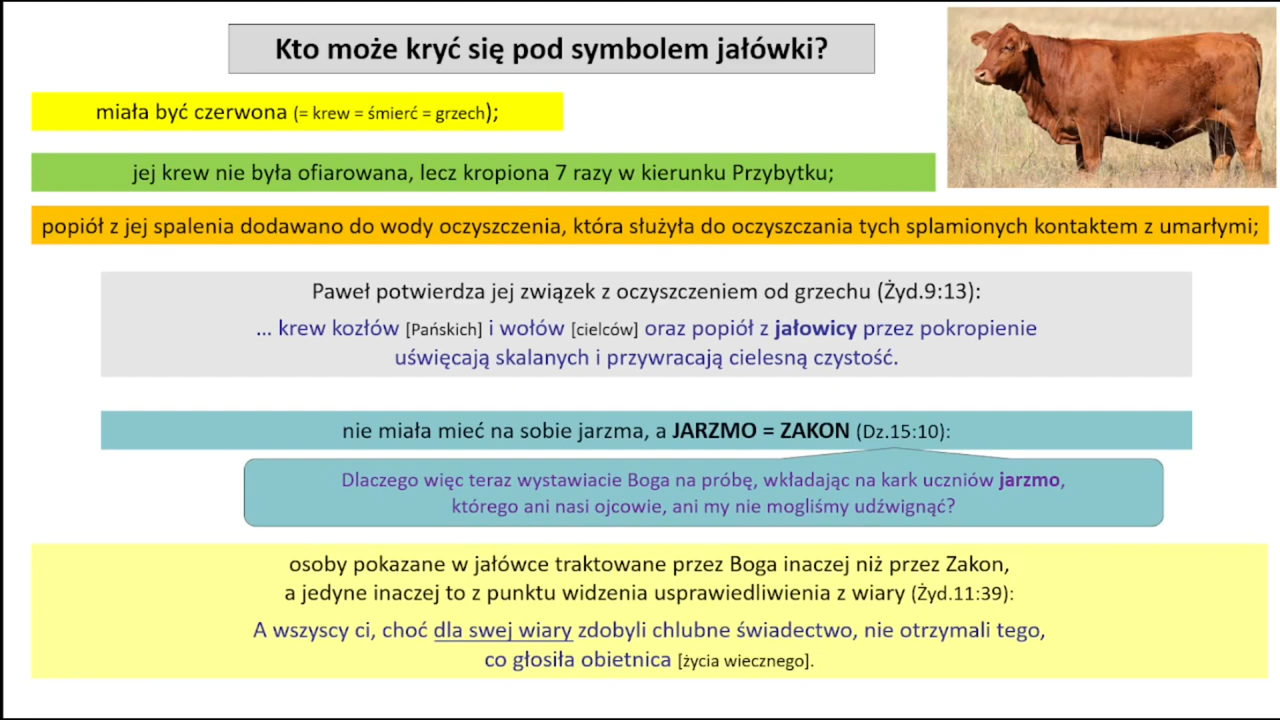 Kto może kryć się pod symbolem jałówki?
miała być czerwona (= krew = śmierć = grzech);
jej krew nie była ofiarowana, lecz kropiona 7 razy w kierunku Przybytku;
popiół z jej spalenia dodawano do wody oczyszczenia, która służyła do oczyszczania tych splamionych kontaktem z umarłymi;
Paweł potwierdza jej związek z oczyszczeniem od grzechu (Żyd.9:13):
... krew kozłów [Pańskich] i wołów [cielców] oraz popiół z jałowicy przez pokropienie
uświęcają skalanych i przywracają cielesną czystość.
nie miała mieć na sobie jarzma, a JARZMO = ZAKON (Dz.15:10):
Dlaczego więc teraz wystawiacie Boga na próbę, wkładając na kark uczniów jarzmo,
którego ani nasi ojcowie, ani my nie mogliśmy udźwignąć?
osoby pokazane w jałówce traktowane przez Boga inaczej niż przez Zakon,
a jedyne inaczej to z punktu widzenia usprawiedliwienia z wiary (Żyd.11:39):
A wszyscy ci, choć dla swej wiary zdobyli chlubne świadectwo, nie otrzymali tego,
co głosiła obietnica [życia wiecznego].